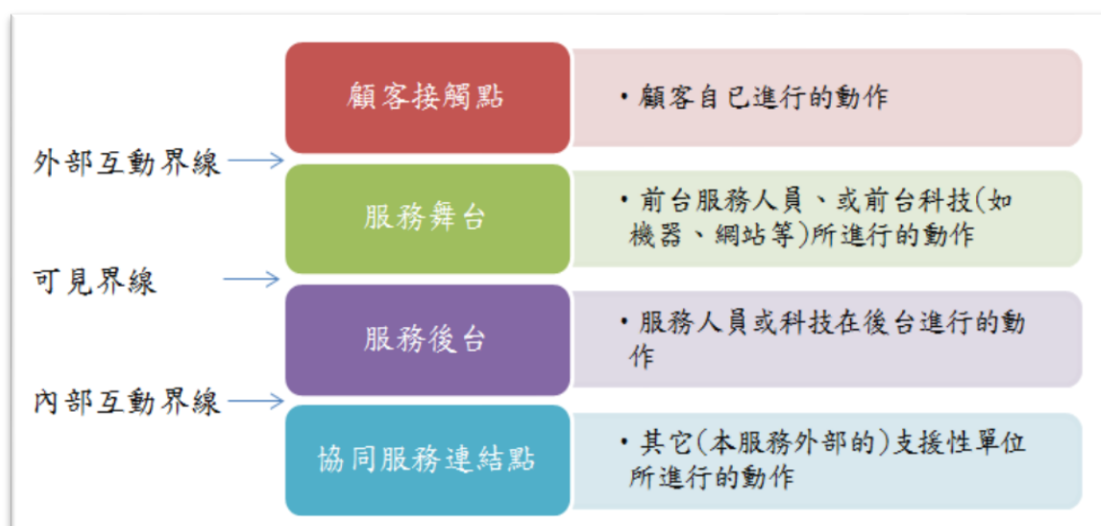 顧客接觸點
・顧客自已進行的動作
外部互動界線
服務舞台
・前台服務人員、或前台科技(如
機器、網站等)所進行的動作
可見界線
服務後台
・服務人員或科技在後台進行的動
作
內部互動界線
協同服務連結點
・其它(本服務外部的)支援性單位
所進行的動作